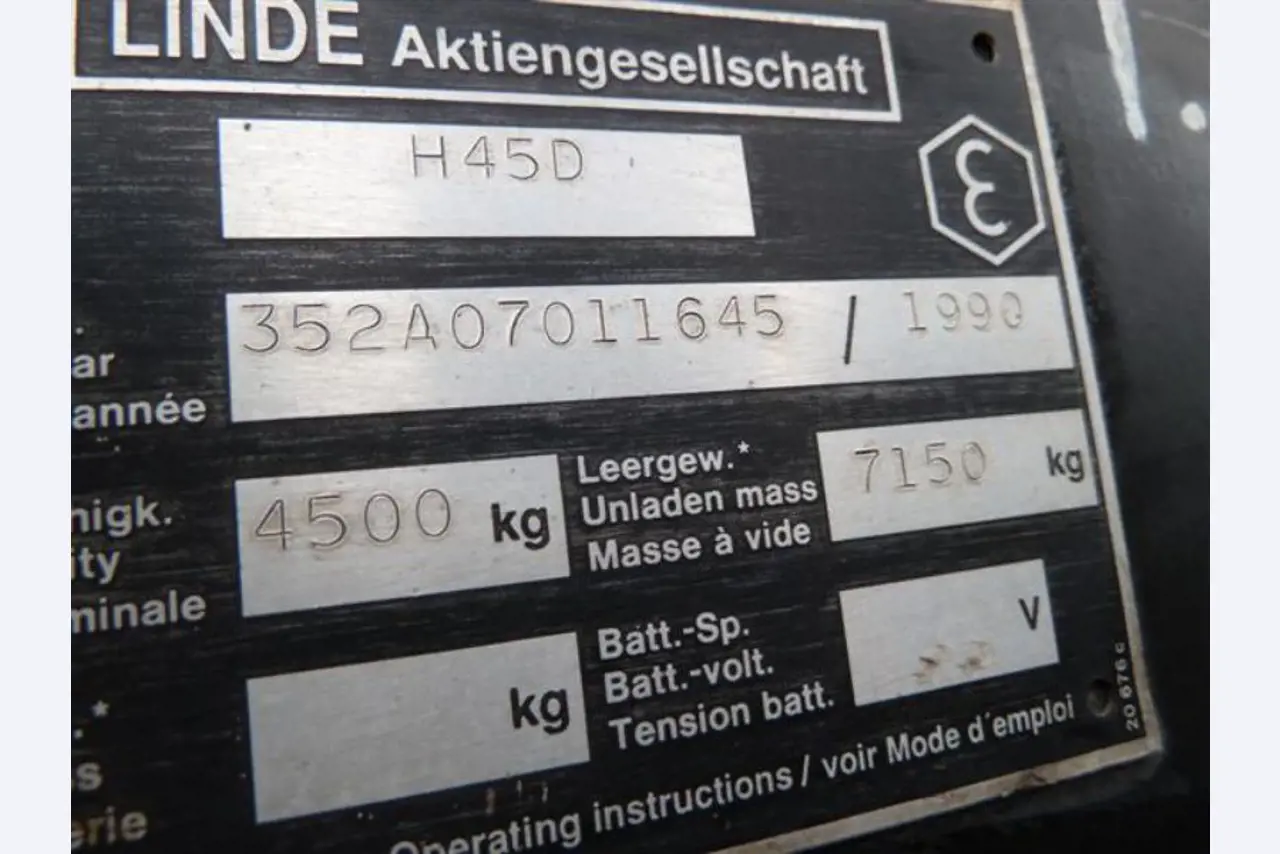 LINDE Aktiengesellschaft
H45D
352A07011645 / 1990
ar
année
4500 kg
Leergew.*
Unladen mass
Masse à vide
7150 kg
nigk.
ity
minale
kg
Batt.-Sp.
Batt.-volt.
Tension batt.
V
.*
s
erie
Operating instructions / voir Mode d'emploi
20 676 c